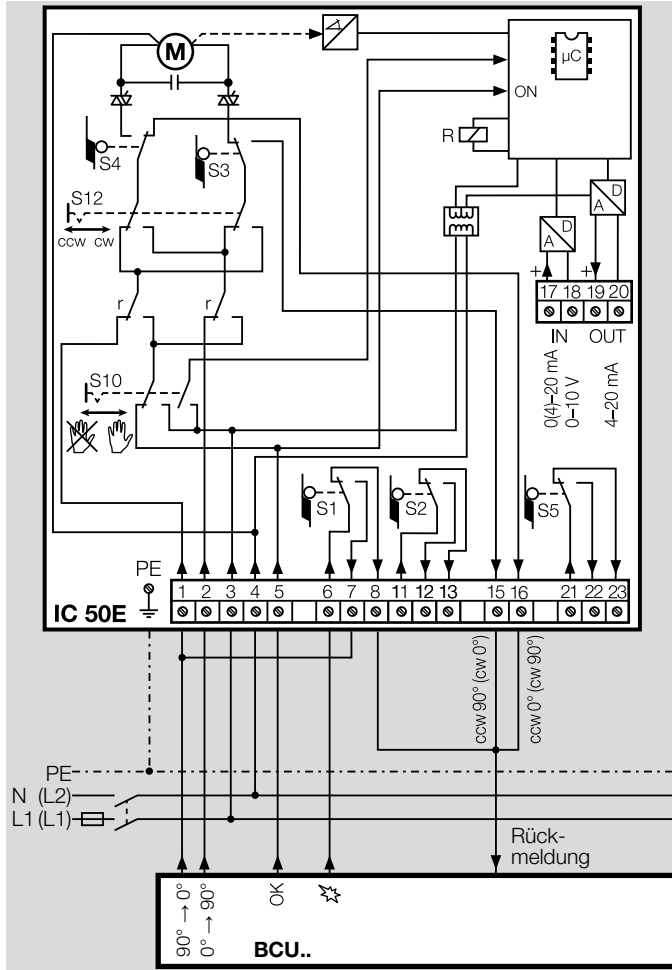 M
µC
ON
R
S4
S3
S12
ccw cw
D
A
D
A
+
+
17 18 19 20
IN OUT
0(4)–20 mA
0–10 V
4–20 mA
r
r
S10
S1
S2
S5
PE
1 2 3 4 5 6 7 8 11 12 13 15 16 21 22 23
IC 50E
ccw 90° (cw 0°)
ccw 0° (cw 90°)
PE
N (L2)
L1 (L1)
Rück-
meldung
90° → 0°
0° → 90°
OK
BCU..